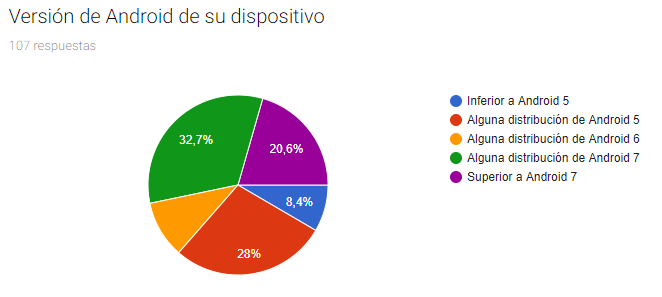 Versión de Android de su dispositivo
107 respuestas
32,7%
20,6%
8,4%
28%
Inferior a Android 5
Alguna distribución de Android 5
Alguna distribución de Android 6
Alguna distribución de Android 7
Superior a Android 7